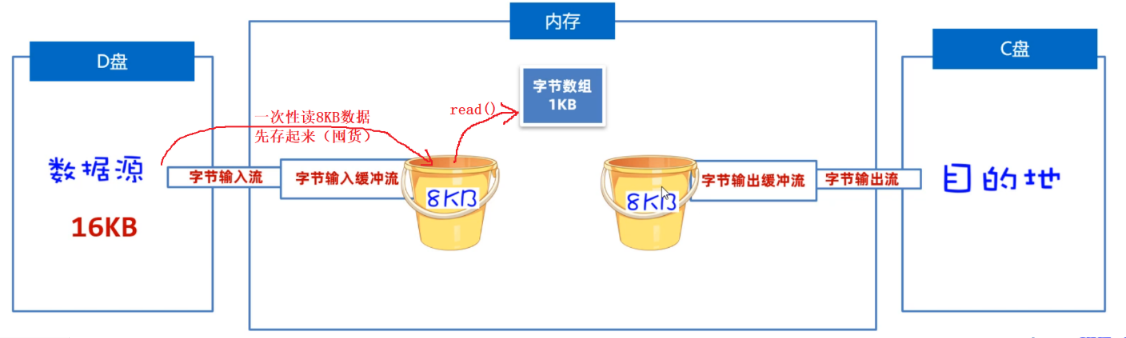 内存
D盘
C盘
字节数组
1KB
read()
一次性读8KB数据
先存起来（囤货）
数据源
16KB
字节输入流
字节输入缓冲流
8KB
8KB
字节输出缓冲流
字节输出流
目的地